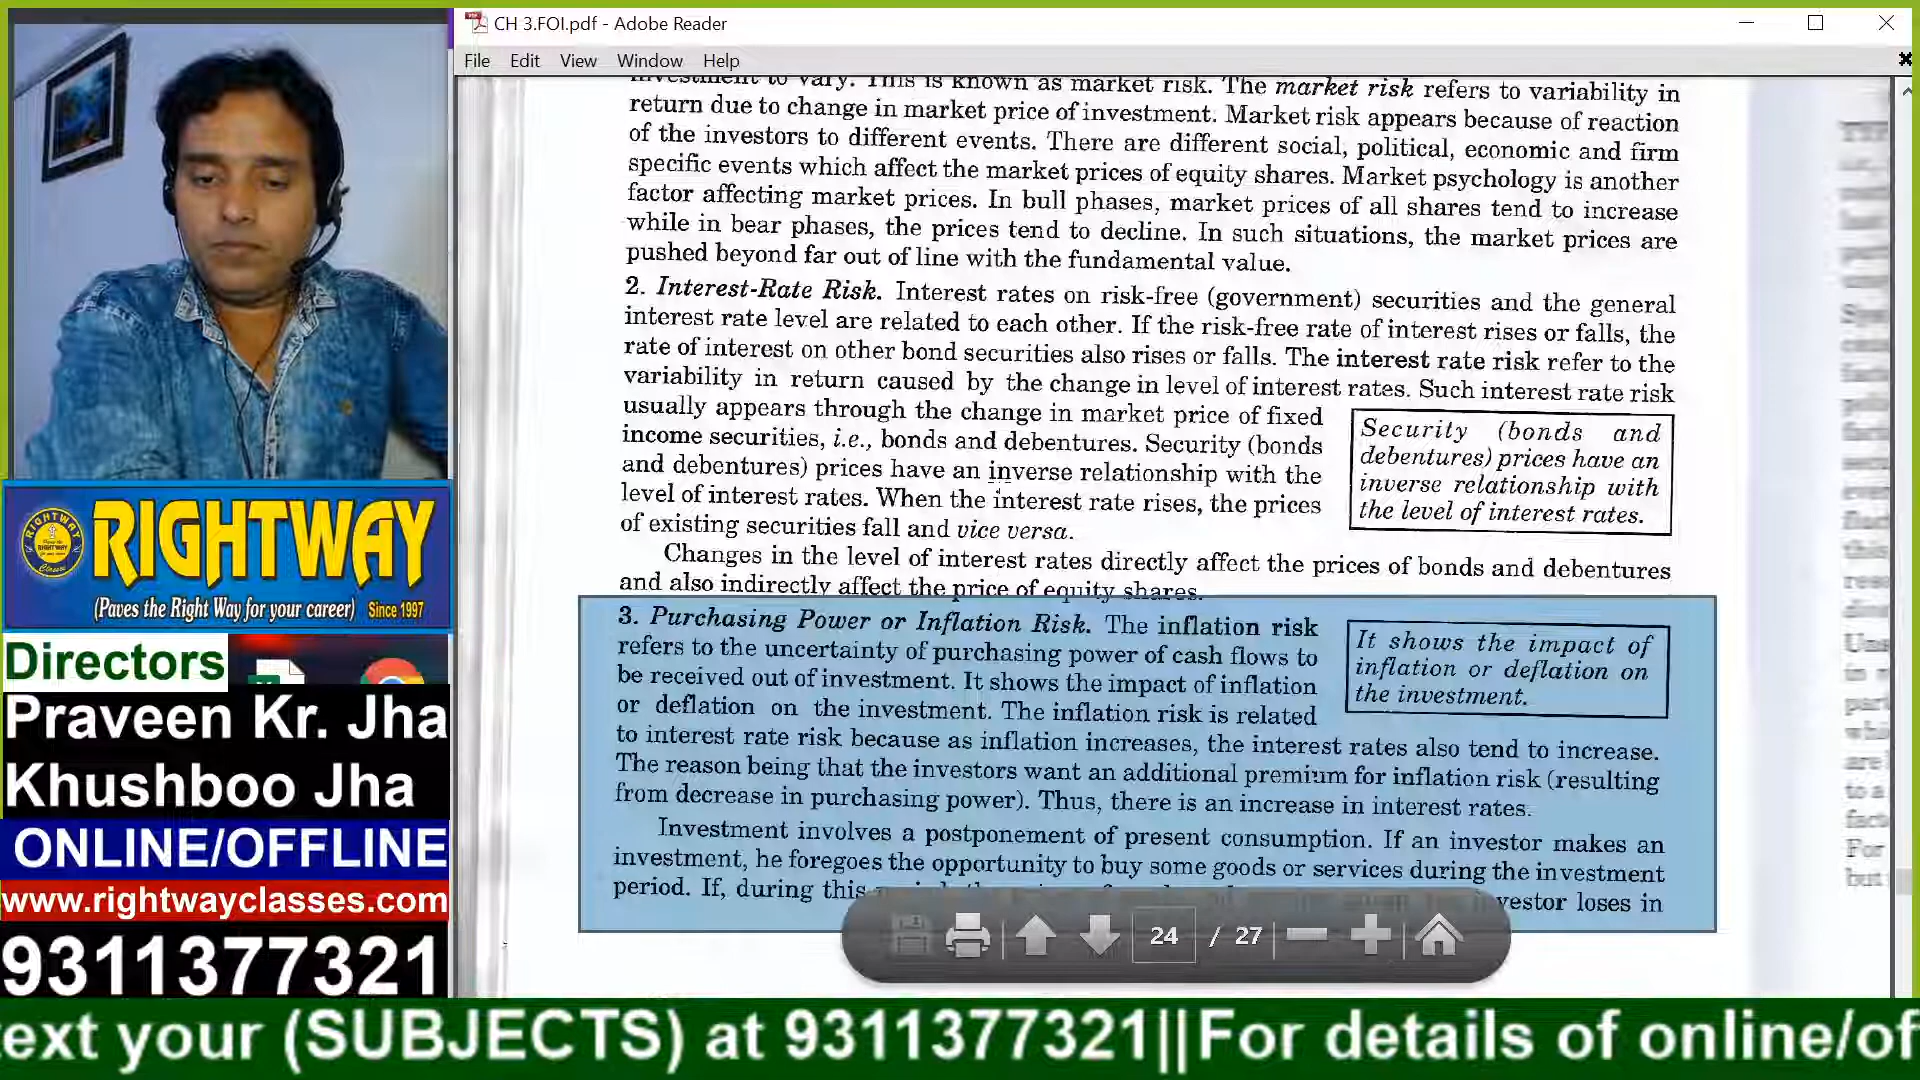 CH 3.FOI.pdf - Adobe Reader
File Edit View Window Help
investment to vary. This is known as market risk. The market risk refers to variability in
return due to change in market price of investment. Market risk appears because of reaction
of the investors to different events. There are different social, political, economic and firm
specific events which affect the market prices of equity shares. Market psychology is another
factor affecting market prices. In bull phases, market prices of all shares tend to increase
while in bear phases, the prices tend to decline. In such situations, the market prices are
pushed beyond far out of line with the fundamental value.
2. Interest-Rate Risk. Interest rates on risk-free (government) securities and the general
interest rate level are related to each other. If the risk-free rate of interest rises or falls, the
rate of interest on other bond securities also rises or falls. The interest rate risk refer to the
variability in return caused by the change in level of interest rates. Such interest rate risk
usually appears through the change in market price of fixed
income securities, i.e., bonds and debentures. Security (bonds
and debentures) prices have an inverse relationship with the
level of interest rates. When the interest rate rises, the prices
of existing securities fall and vice versa.
Security (bonds and
debentures) prices have an
inverse relationship with
the level of interest rates.
Changes in the level of interest rates directly affect the prices of bonds and debentures
and also indirectly affect the price of equity shares.
3. Purchasing Power or Inflation Risk. The inflation risk
refers to the uncertainty of purchasing power of cash flows to
be received out of investment. It shows the impact of inflation
or deflation on the investment. The inflation risk is related
It shows the impact of
inflation or deflation on
the investment.
to interest rate risk because as inflation increases, the interest rates also tend to increase.
The reason being that the investors want an additional premium for inflation risk (resulting
from decrease in purchasing power). Thus, there is an increase in interest rates.
Investment involves a postponement of present consumption. If an investor makes an
investment, he foregoes the opportunity to buy some goods or services during the investment
period. If, during this
vestor loses in
24 / 27
RIGHTWAY
RIGHTWAY
Classes
(Paves the Right Way for your career) Since 1997
Directors
Praveen Kr. Jha
Khushboo Jha
ONLINE/OFFLINE
www.rightwayclasses.com
9311377321
ext your (SUBJECTS) at 9311377321||For details of online/of